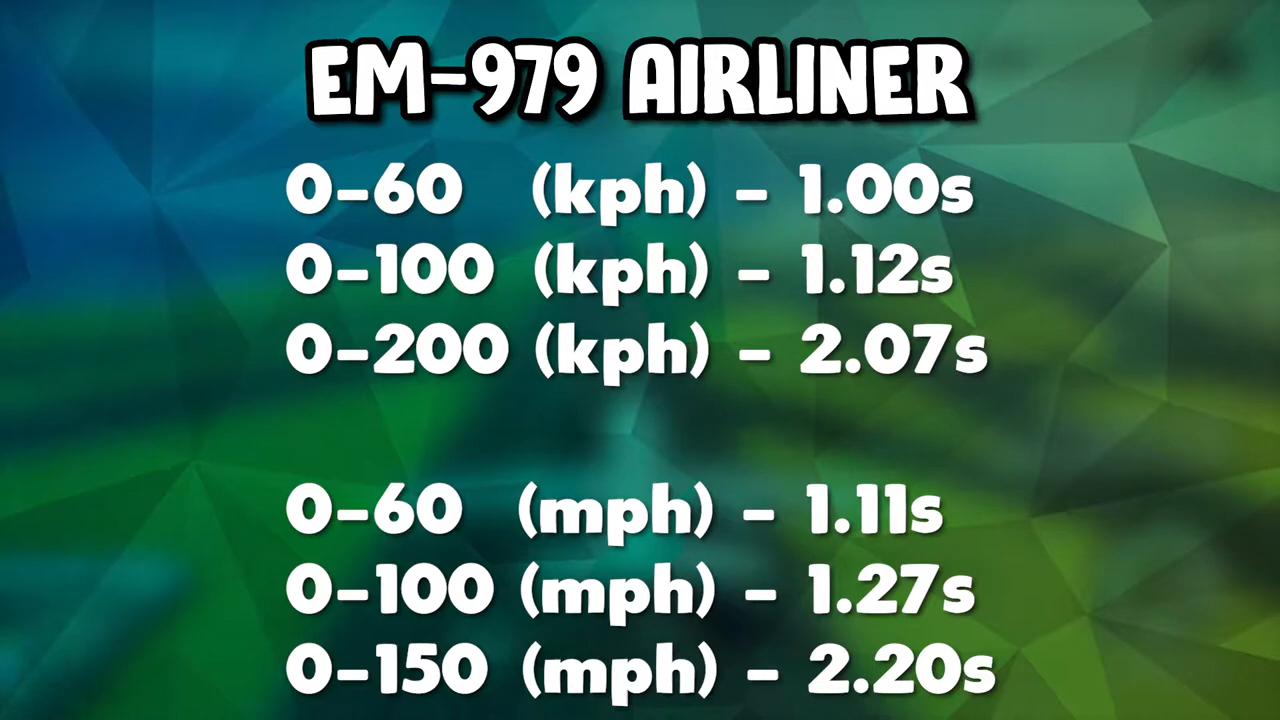 EM-979 AIRLINER
0-60 (kph) - 1.00s
0-100 (kph) - 1.12s
0-200 (kph) - 2.07s
0-60 (mph) - 1.11s
0-100 (mph) - 1.27s
0-150 (mph) - 2.20s